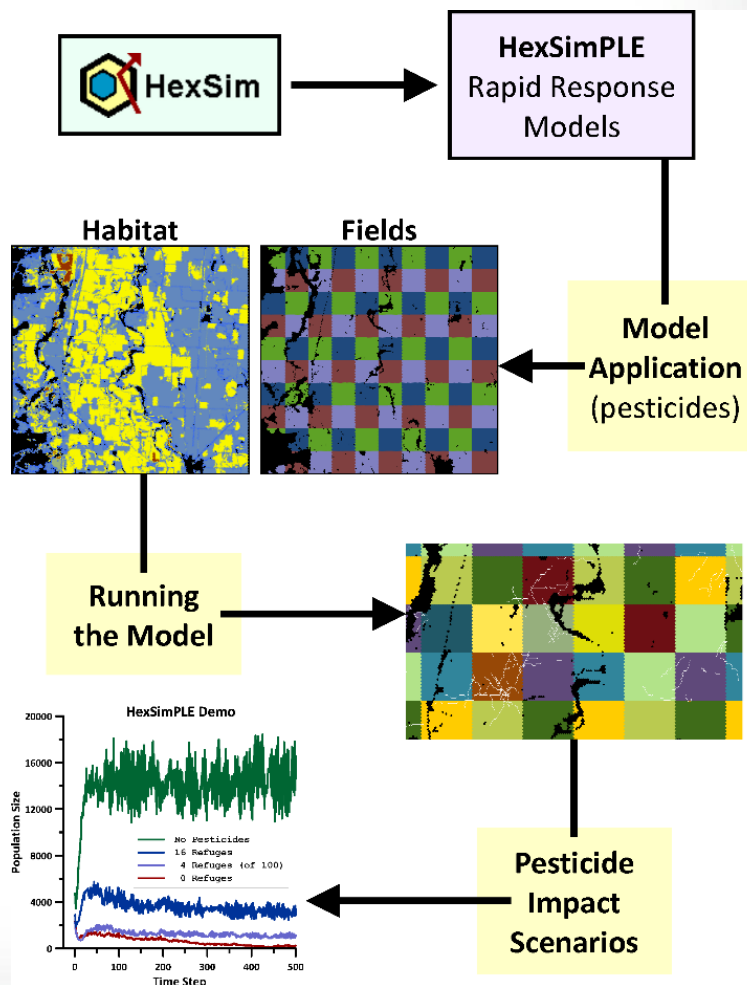 HexSim
HexSimPLE
Rapid Response
Models
Habitat
Fields
Model
Application
(pesticides)
Running
the Model
HexSimPLE Demo
20000
16000
12000
8000
4000
0
Population Size
No Pesticides
16 Refuges
4 Refuges (of 100)
0 Refuges
0
100
200
300
400
500
Time Step
Pesticide
Impact
Scenarios